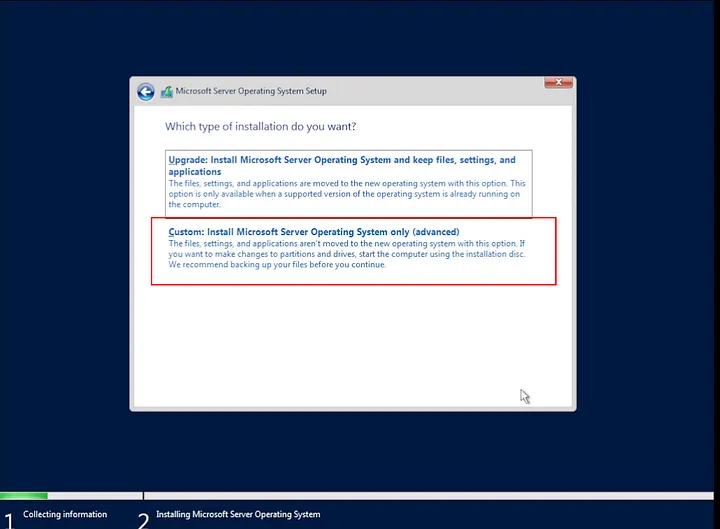 Microsoft Server Operating System Setup
Which type of installation do you want?
Upgrade: Install Microsoft Server Operating System and keep files, settings, and
applications
The files, settings, and applications are moved to the new operating system with this option. This
option is only available when a supported version of the operating system is already running on
the computer.
Custom: Install Microsoft Server Operating System only (advanced)
The files, settings, and applications aren't moved to the new operating system with this option. If
you want to make changes to partitions and drives, start the computer using the installation disc.
We recommend backing up your files before you continue.
1 Collecting information
2 Installing Microsoft Server Operating System